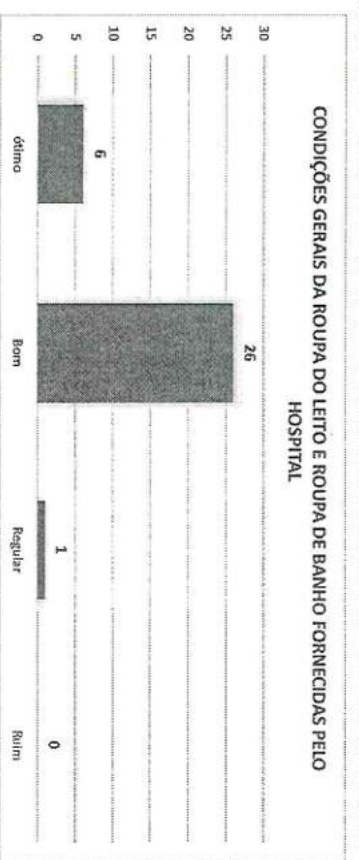 CONDIÇÕES GERAIS DA ROUPA DO LEITO E ROUPA DE BANHO FORNECIDAS PELO
HOSPITAL
30
25
20
15
10
5
0
6
26
1
0
ótimo
Bom
Regular
Ruim